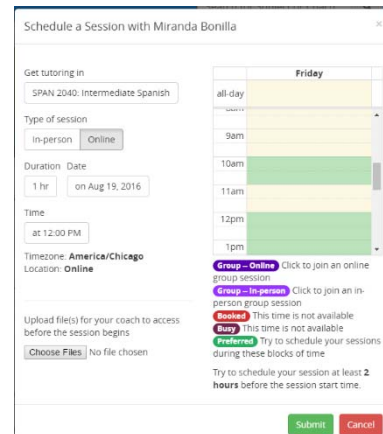 Schedule a Session with Miranda Bonilla
×
Get tutoring in
SPAN 2040: Intermediate Spanish
Type of session
In-person Online
Duration Date
1 hr on Aug 19, 2016
Time
at 12:00 PM
Timezone: America/Chicago
Location: Online
Upload file(s) for your coach to access
before the session begins
Choose Files No file chosen
Friday
all-day
9am
10am
11am
12pm
1pm
Group – Online Click to join an online
group session
Group – In-person Click to join an in-
person group session
Booked This time is not available
Busy This time is not available
Preferred Try to schedule your sessions
during these blocks of time
Try to schedule your session at least 2
hours before the session start time.
Submit Cancel